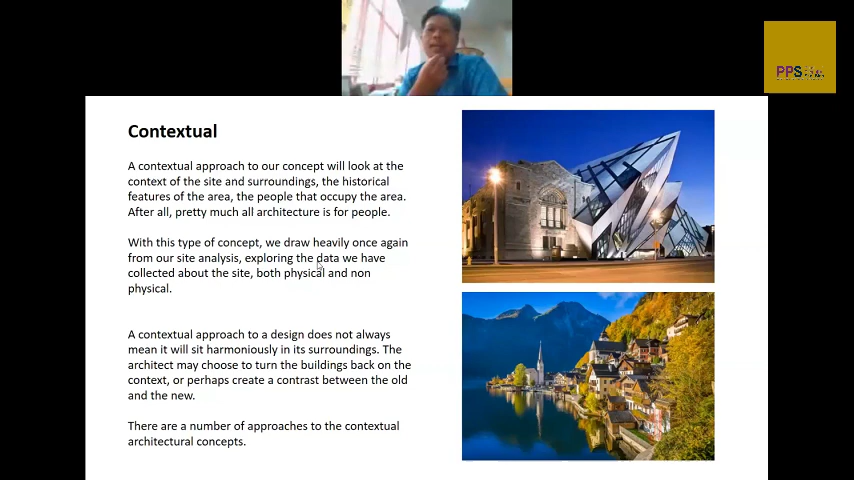 Contextual
A contextual approach to our concept will look at the
context of the site and surroundings, the historical
features of the area, the people that occupy the area.
After all, pretty much all architecture is for people.
With this type of concept, we draw heavily once again
from our site analysis, exploring the data we have
collected about the site, both physical and non
physical.
A contextual approach to a design does not always
mean it will sit harmoniously in its surroundings. The
architect may choose to turn the buildings back on the
context, or perhaps create a contrast between the old
and the new.
There are a number of approaches to the contextual
architectural concepts.